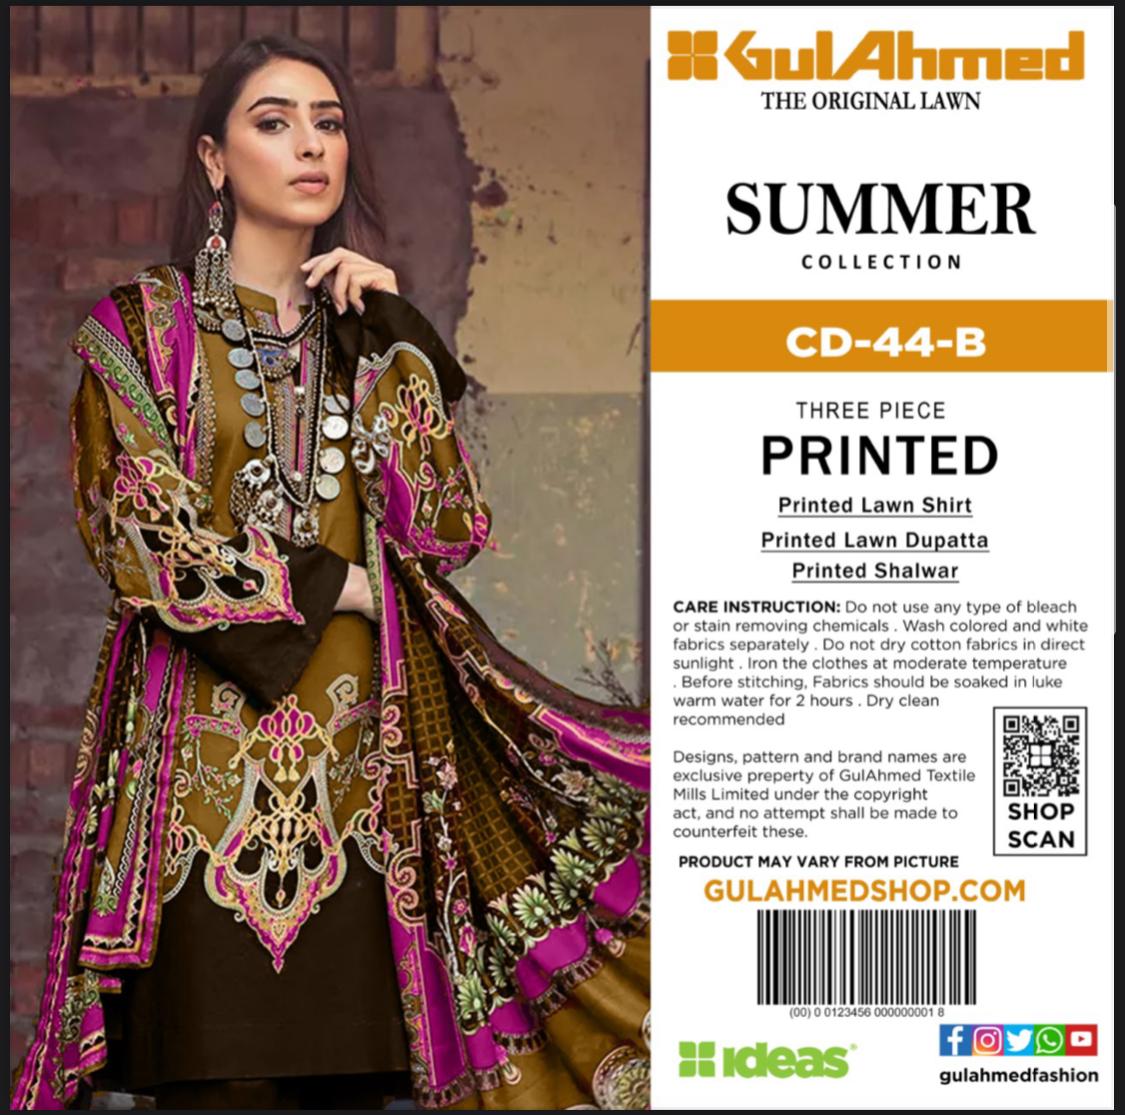 GulAhmed
THE ORIGINAL LAWN
SUMMER
COLLECTION
CD-44-B
THREE PIECE
PRINTED
Printed Lawn Shirt
Printed Lawn Dupatta
Printed Shalwar
CARE INSTRUCTION: Do not use any type of bleach
or stain removing chemicals . Wash colored and white
fabrics separately . Do not dry cotton fabrics in direct
sunlight . Iron the clothes at moderate temperature
. Before stitching, Fabrics should be soaked in luke
warm water for 2 hours . Dry clean
recommended
Designs, pattern and brand names are
exclusive preperty of GulAhmed Textile
Mills Limited under the copyright
act, and no attempt shall be made to
counterfeit these.
SHOP
SCAN
PRODUCT MAY VARY FROM PICTURE
GULAHMEDSHOP.COM
(00) 0 0123456 000000001 8
ideas®
gulahmedfashion